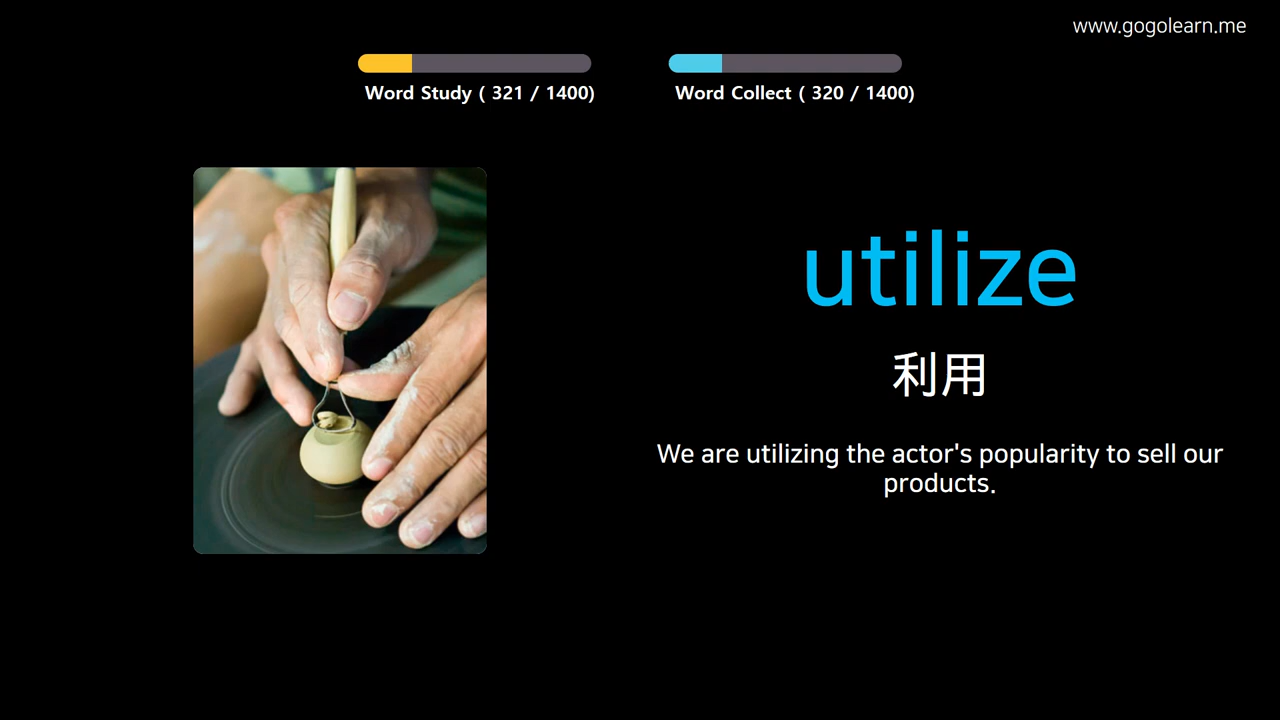 www.gogolearn.me
Word Study ( 321 / 1400)
Word Collect ( 320 / 1400)
utilize
利用
We are utilizing the actor's popularity to sell our
products.